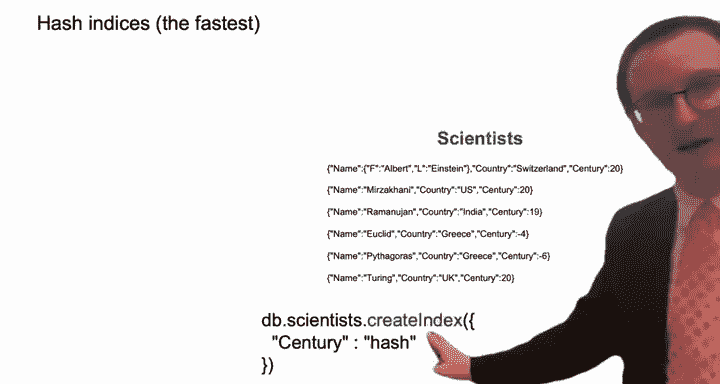 Hash indices (the fastest)
Scientists
{"Name":{"F":"Albert","L":"Einstein"},"Country":"Switzerland","Century":20}
{"Name":"Mirzakhani","Country":"US","Century":20}
{"Name":"Ramanujan","Country":"India","Century":19}
{"Name":"Euclid","Country":"Greece","Century":-4}
{"Name":"Pythagoras","Country":"Greece","Century":-6}
{"Name":"Turing","Country":"UK","Century":20}
db.scientists.createIndex({
"Century" : "hash"
})